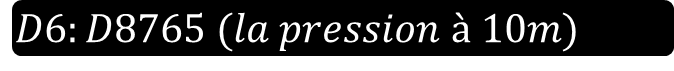 D6: D8765 (la pression à 10m)